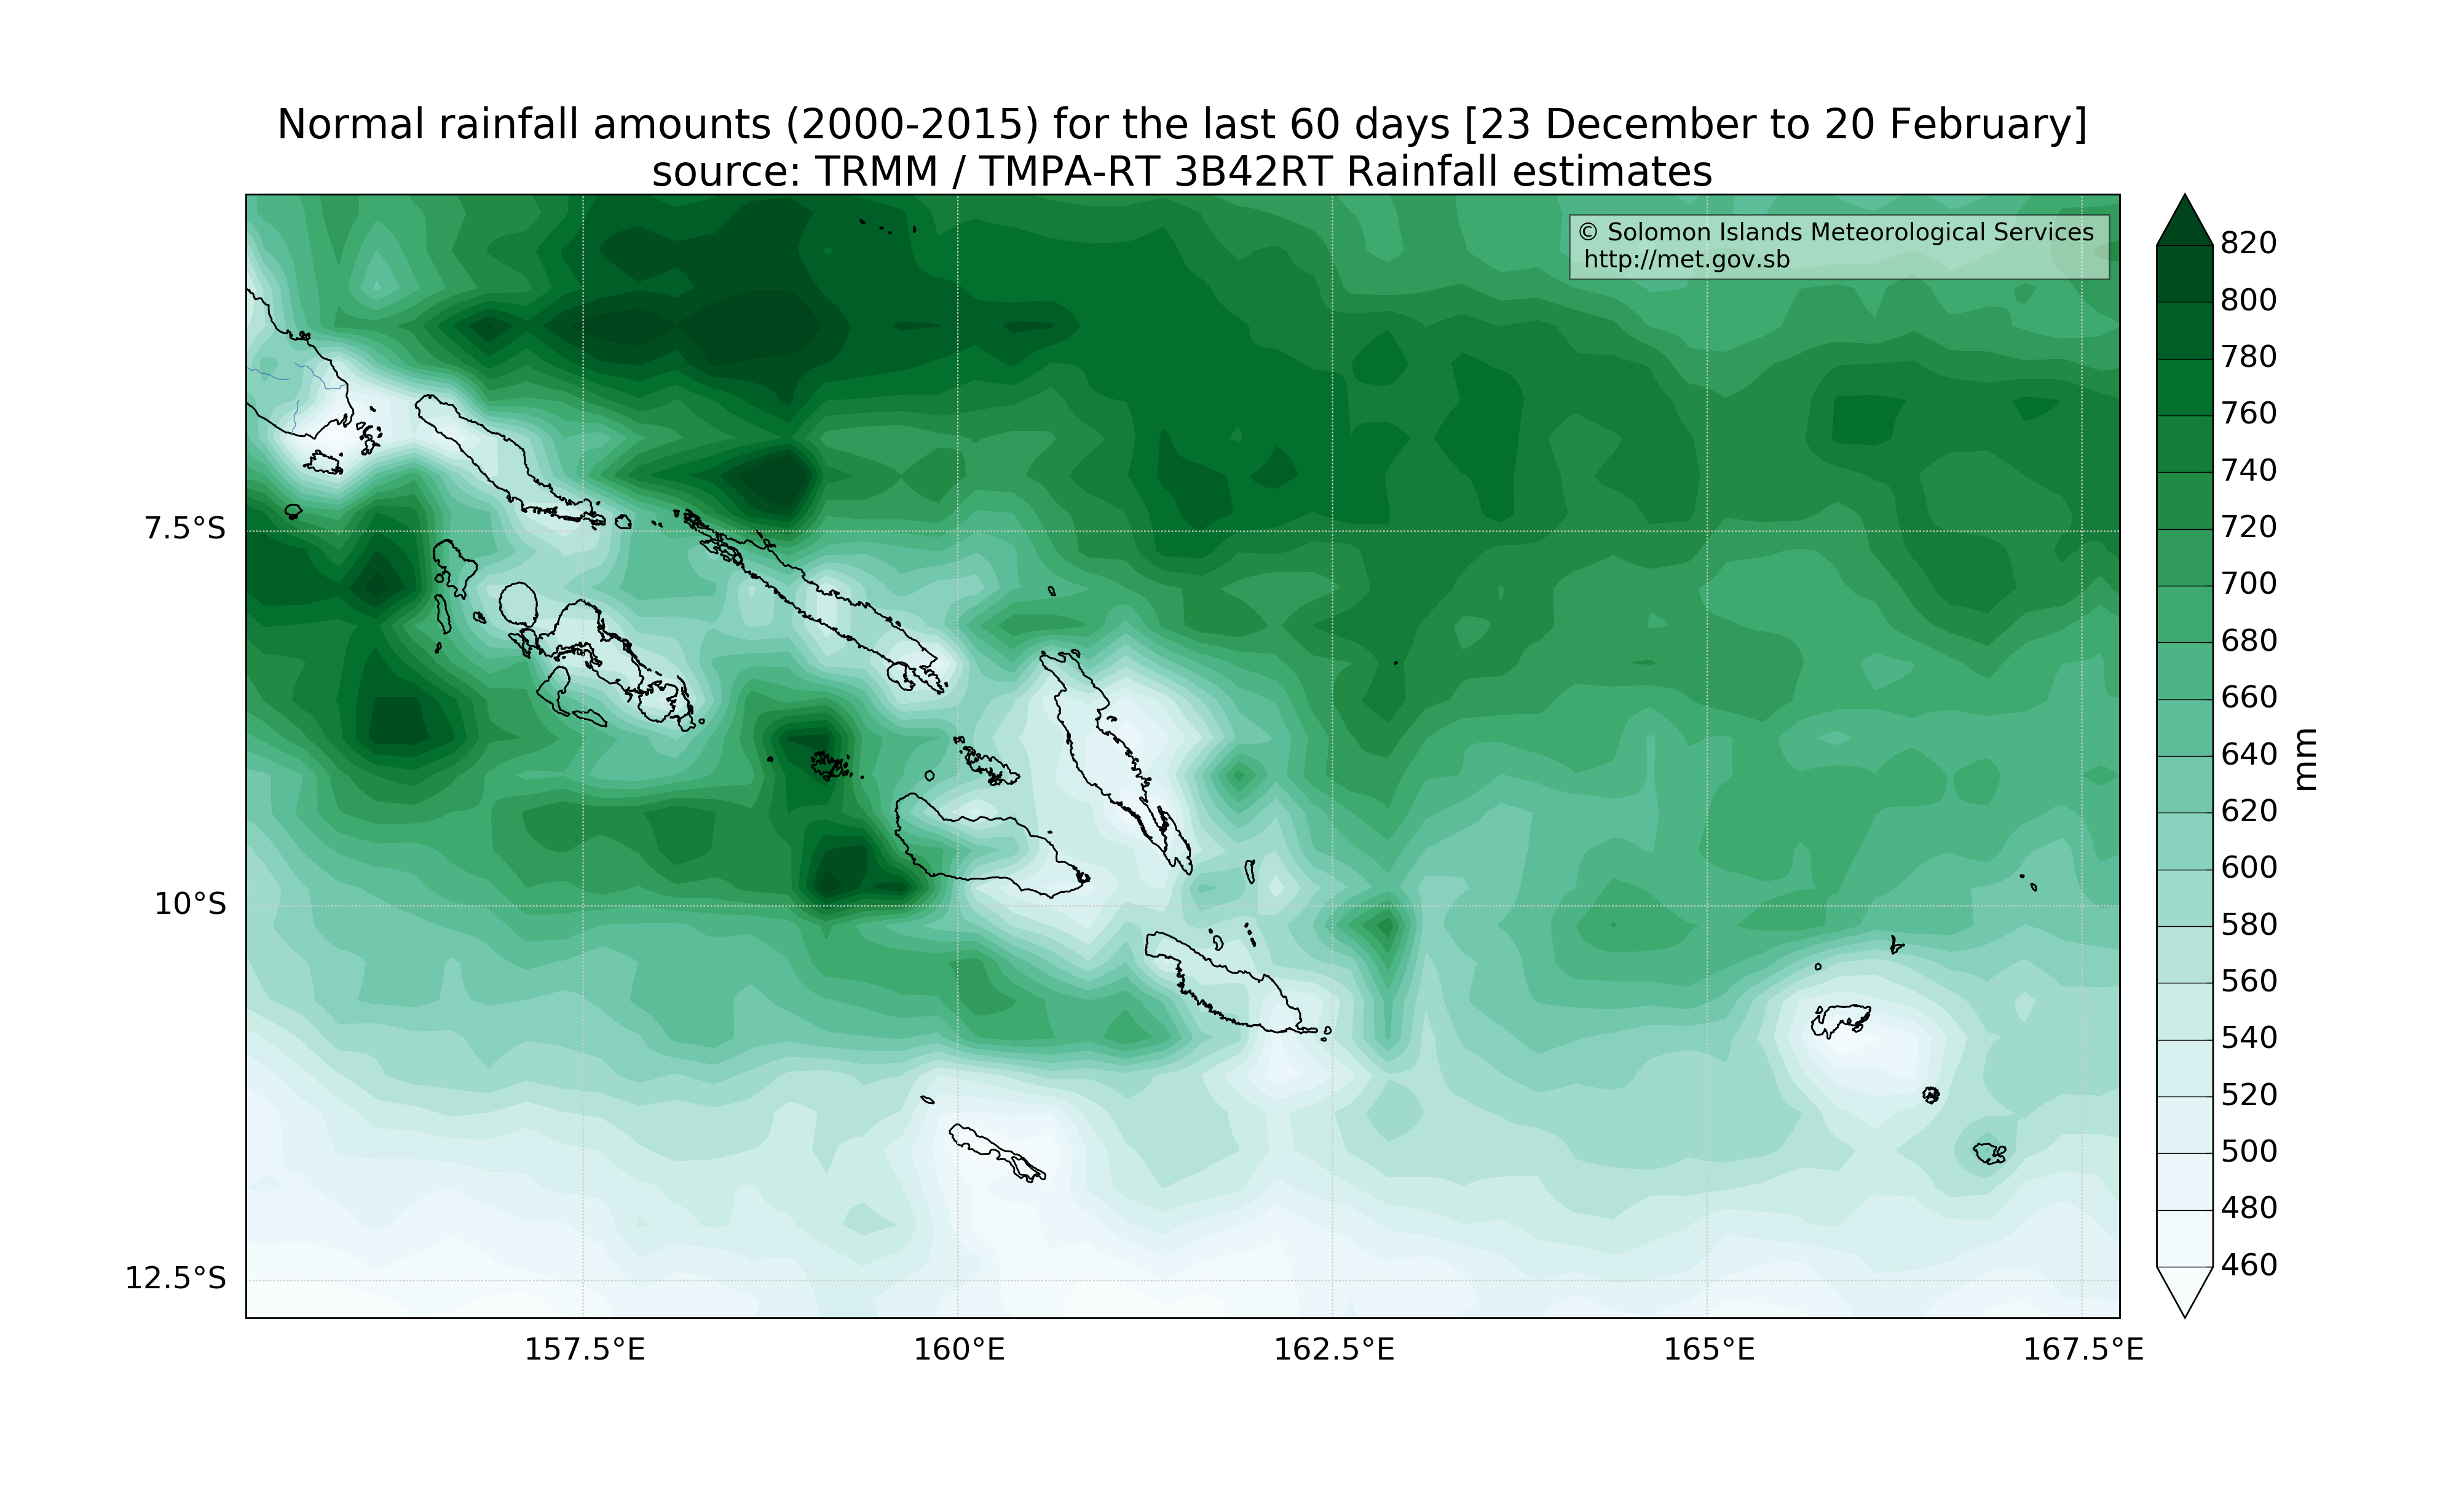 Normal rainfall amounts (2000-2015) for the last 60 days [23 December to 20 February]
source: TRMM / TMPA-RT 3B42RT Rainfall estimates
© Solomon Islands Meteorological Services
http://met.gov.sb
7.5°S
10°S
12.5°S
157.5°E
160°E
162.5°E
165°E
167.5°E
820
800
780
760
740
720
700
680
660
640
620
600
580
560
540
520
500
480
460
mm